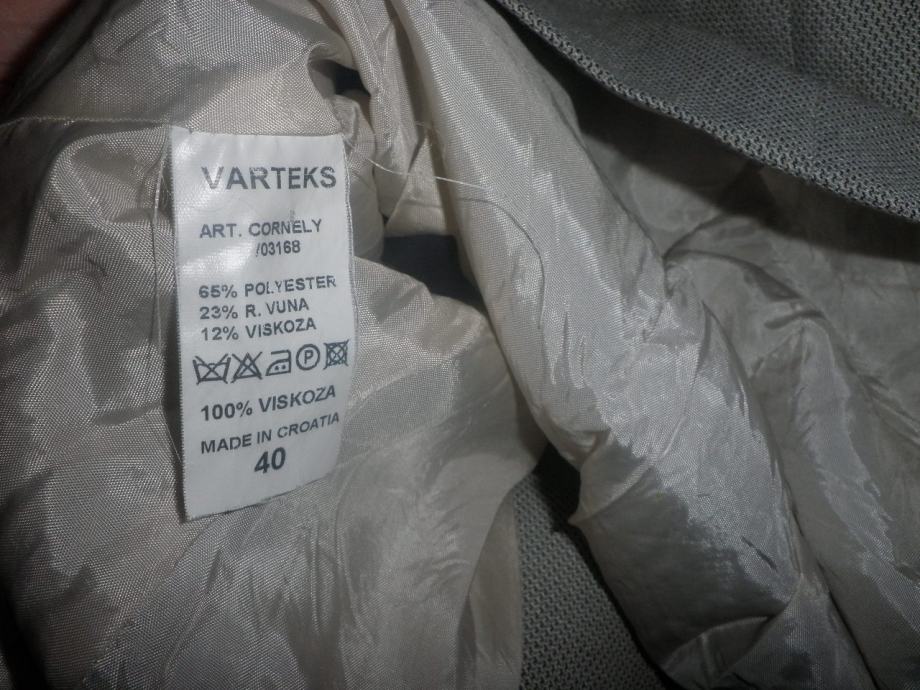 VARTEKS
ART. CORNELY
/03168
65% POLYESTER
23% R. VUNA
12% VISKOZA
P
100% VISKOZA
MADE IN CROATIA
40